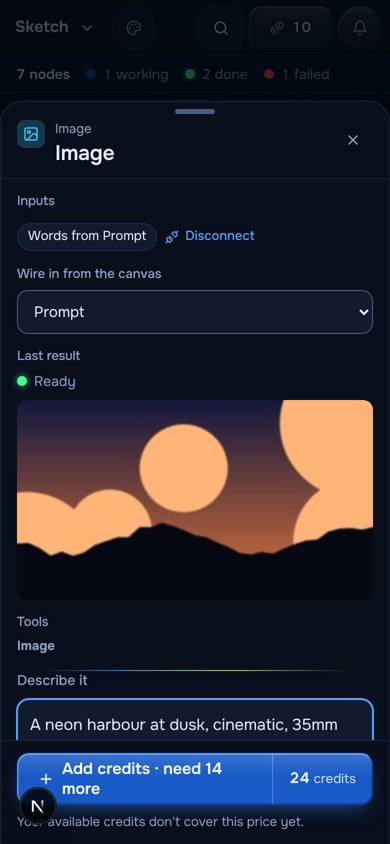 Sketch
10
7 nodes 1 working 2 done 1 failed
Image
Image
Inputs
Words from Prompt Disconnect
Wire in from the canvas
Prompt
Last result
Ready
Tools
Image
Describe it
A neon harbour at dusk, cinematic, 35mm
+ Add credits · need 14
more
24 credits
N
Your available credits don't cover this price yet.